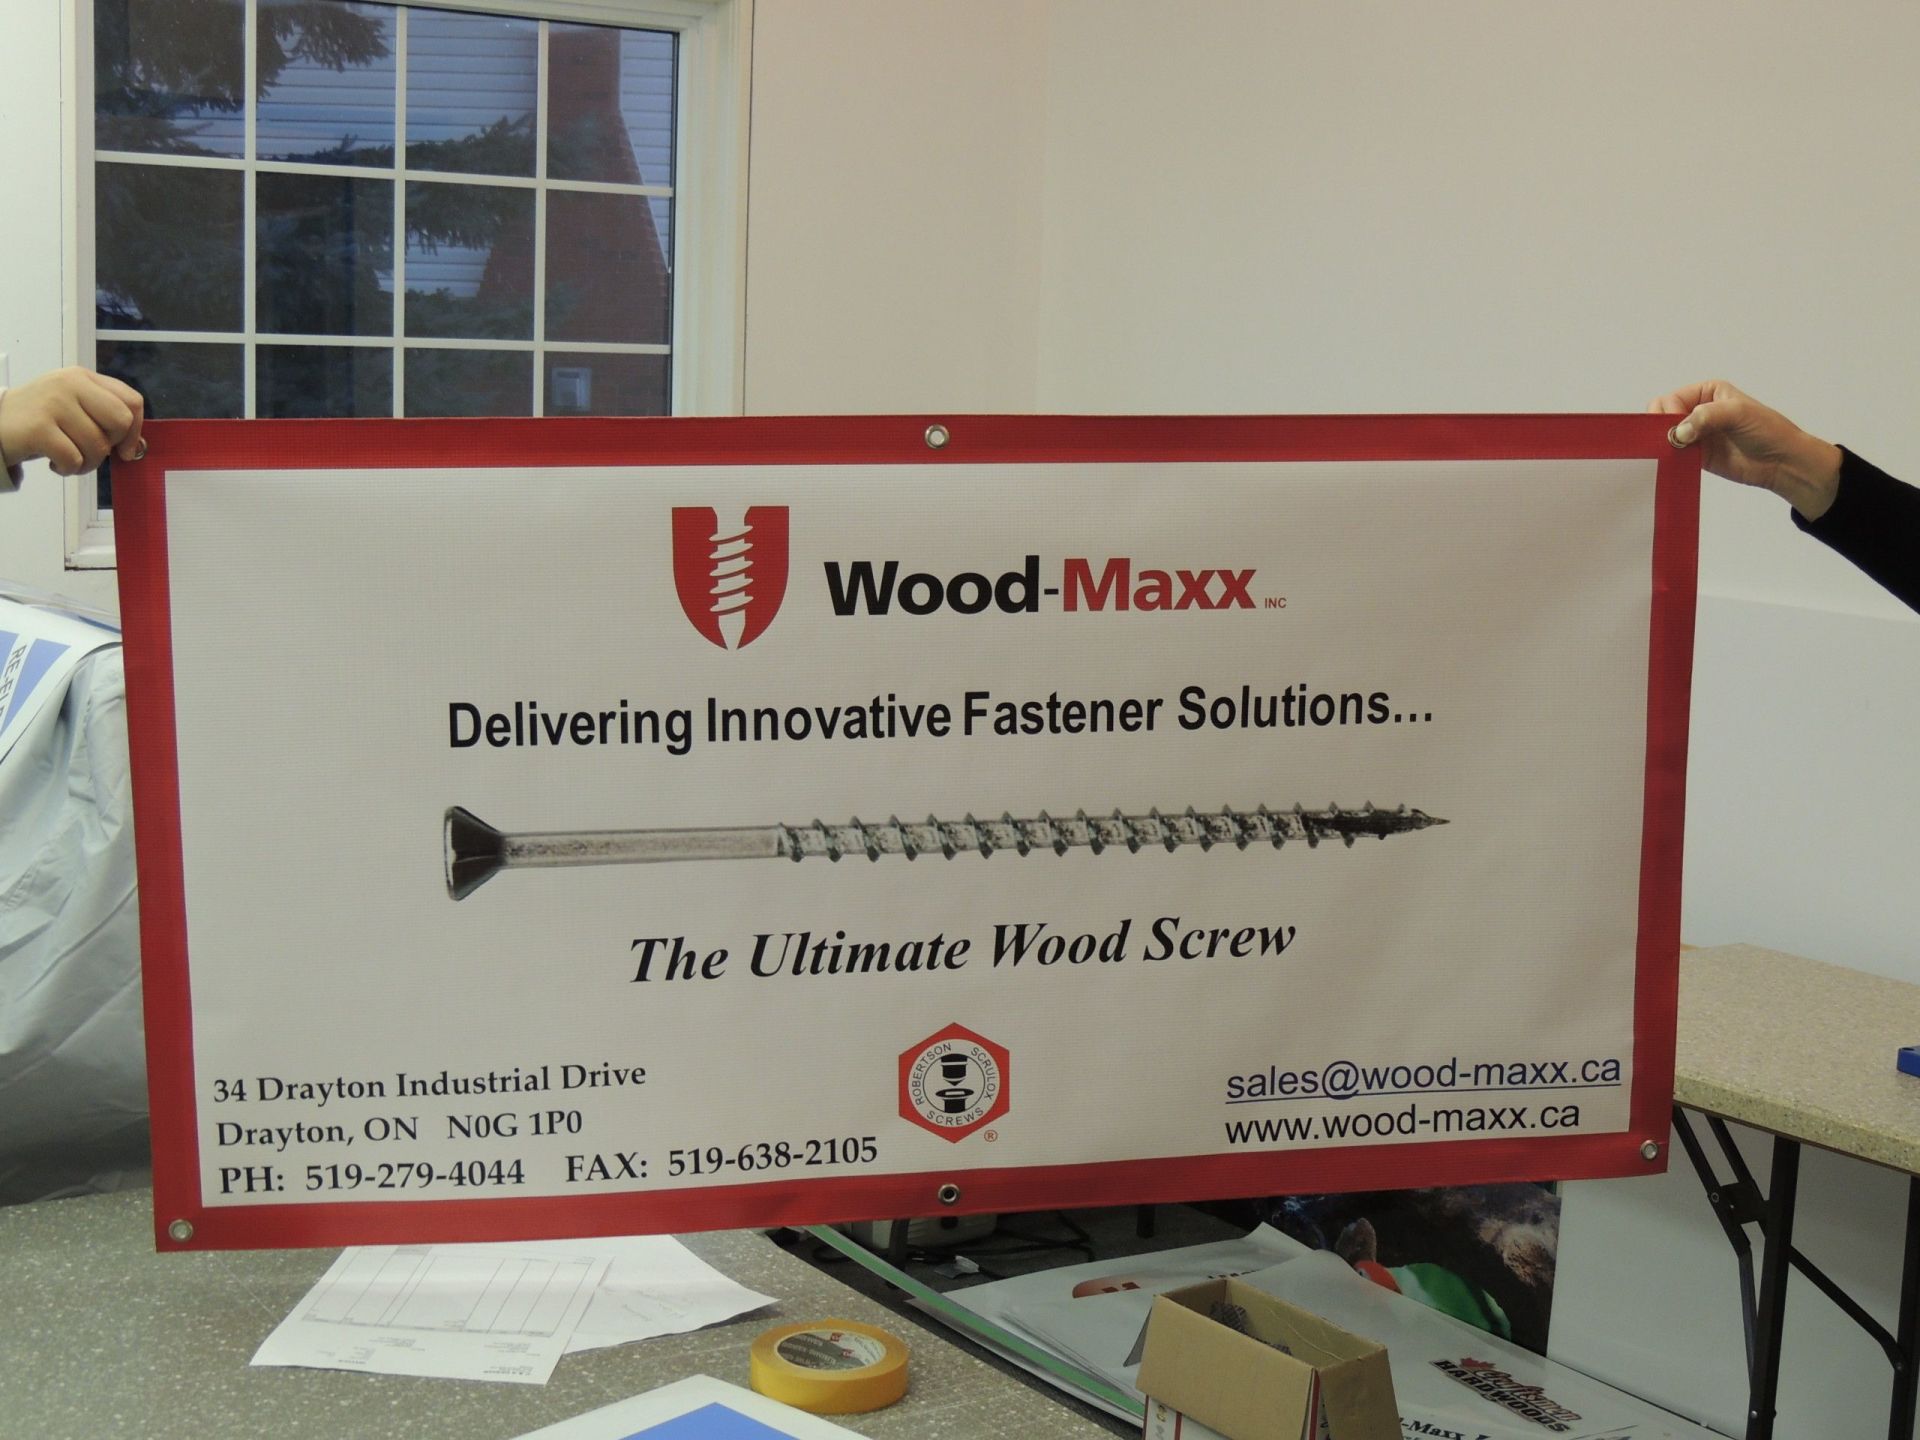 Wood-Maxx INC
Delivering Innovative Fastener Solutions...
The Ultimate Wood Screw
34 Drayton Industrial Drive
Drayton, ON N0G 1P0
PH: 519-279-4044 FAX: 519-638-2105
ROBERTSON SCRULOX
SCREWS
®
sales@wood-maxx.ca
www.wood-maxx.ca
Craftsman
HARDWOODS